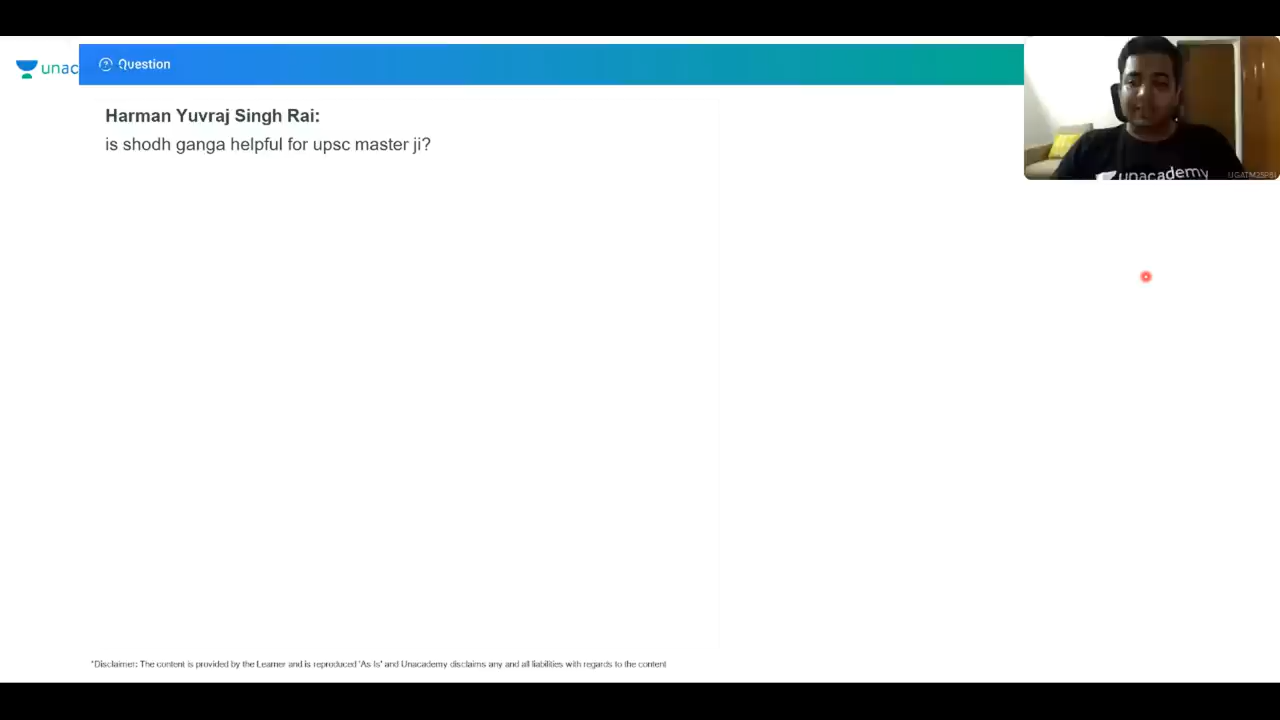 unac
Question
Harman Yuvraj Singh Rai:
is shodh ganga helpful for upsc master ji?
unacademy
UGATM25P6I
*Disclaimer: The content is provided by the Learner and is reproduced 'As Is' and Unacademy disclaims any and all liabilities with regards to the content